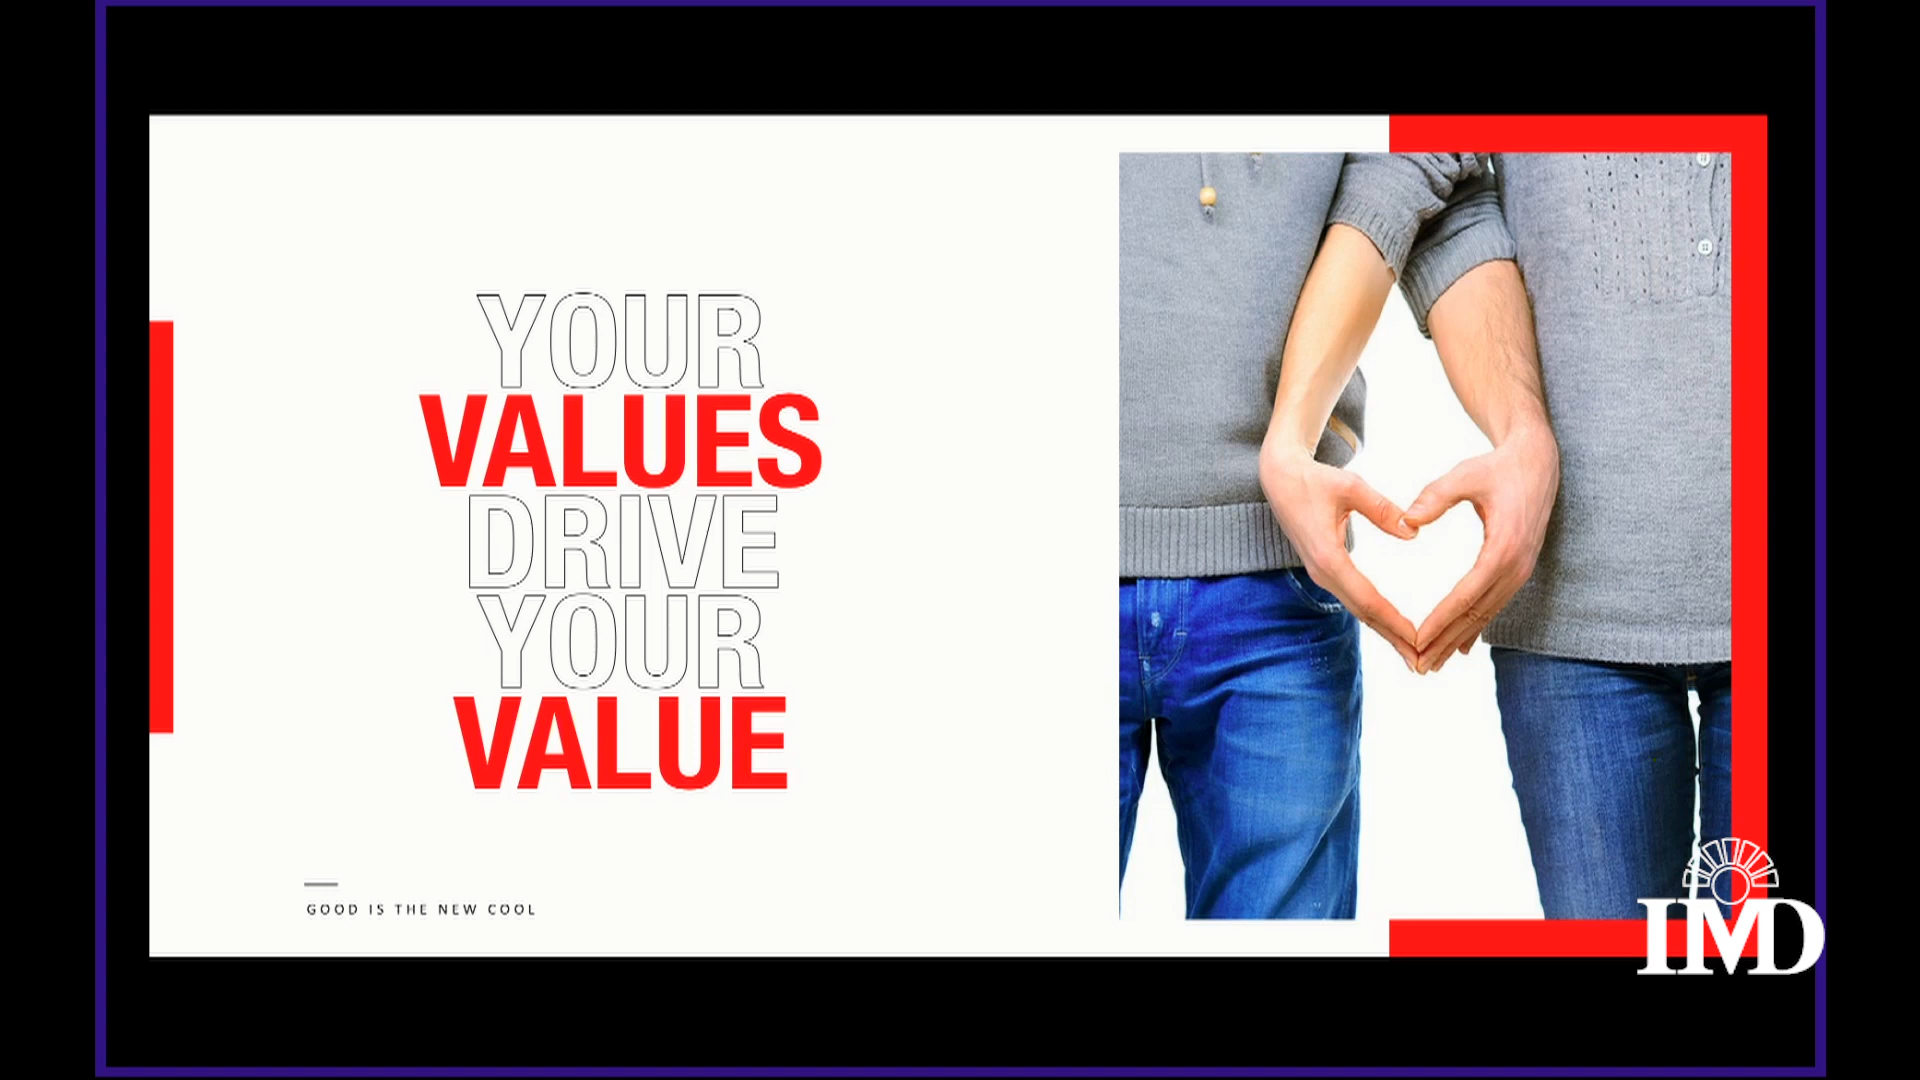 YOUR
VALUES
DRIVE
YOUR
VALUE
GOOD IS THE NEW COOL
IMD